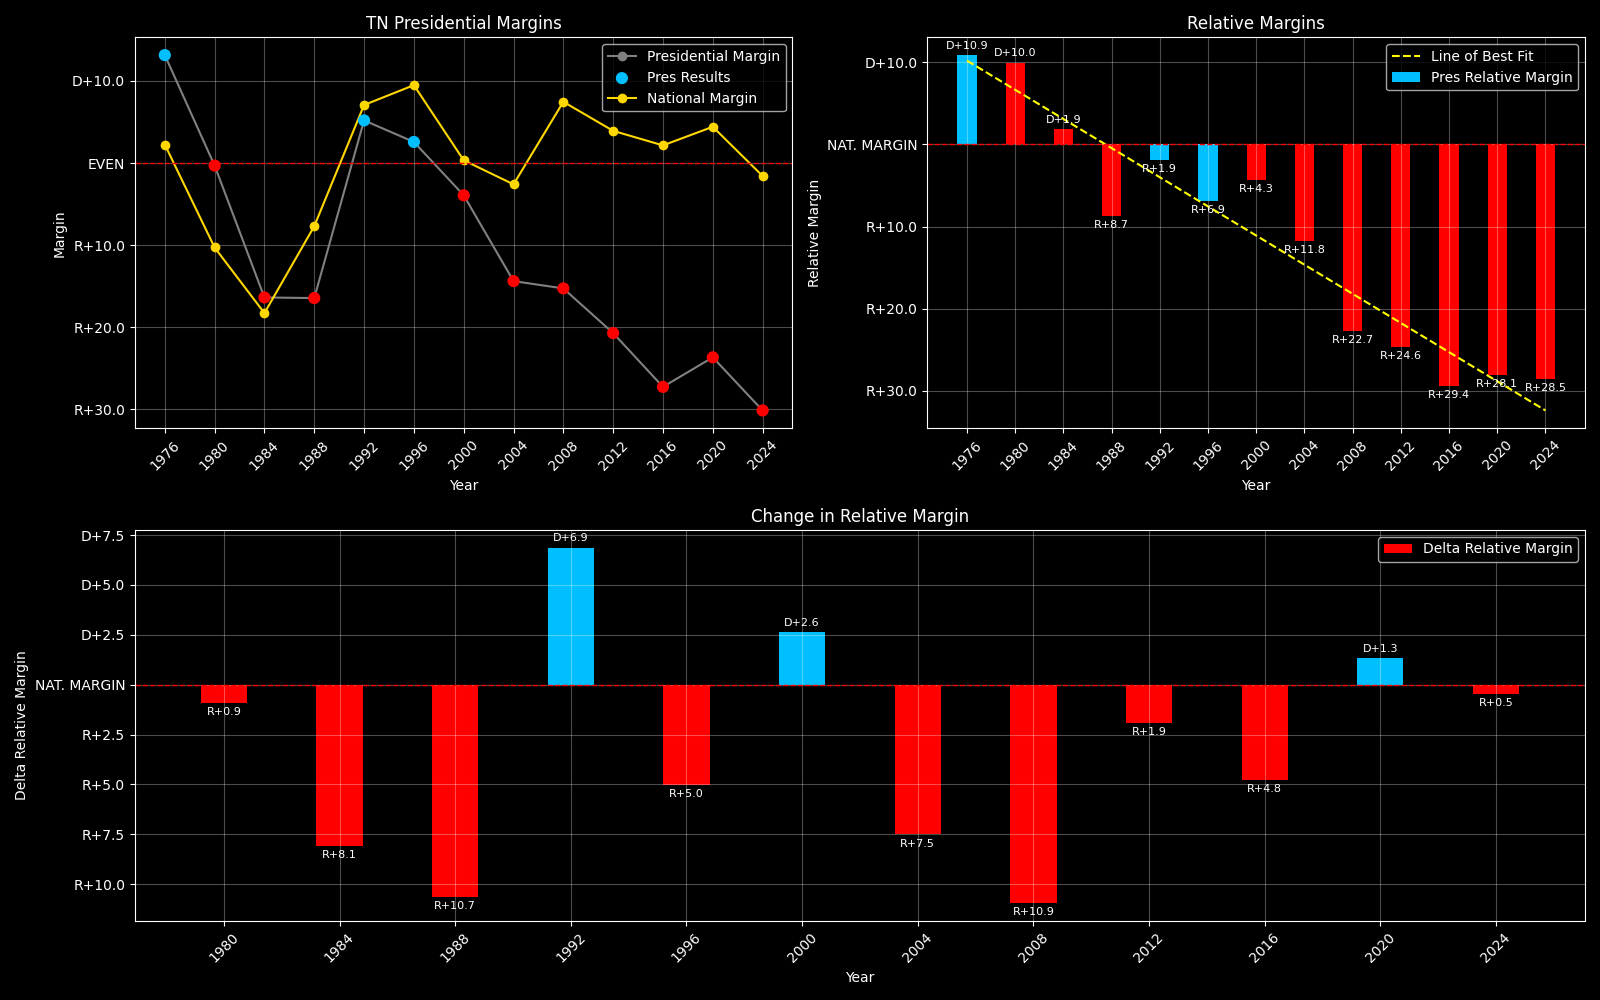 TN Presidential Margins
Presidential Margin
Pres Results
National Margin
D+10.0
EVEN
R+10.0
R+20.0
R+30.0
Margin
1976
1980
1984
1988
1992
1996
2000
2004
2008
2012
2016
2020
2024
Year
Relative Margins
Line of Best Fit
Pres Relative Margin
D+10.0
NAT. MARGIN
R+10.0
R+20.0
R+30.0
Relative Margin
D+10.9
D+10.0
D+1.9
R+8.7
R+1.9
R+6.9
R+4.3
R+11.8
R+22.7
R+24.6
R+29.4
R+28.1
R+28.5
1976
1980
1984
1988
1992
1996
2000
2004
2008
2012
2016
2020
2024
Year
Change in Relative Margin
Delta Relative Margin
D+7.5
D+5.0
D+2.5
NAT. MARGIN
R+2.5
R+5.0
R+7.5
R+10.0
Delta Relative Margin
R+0.9
R+8.1
R+10.7
D+6.9
R+5.0
D+2.6
R+7.5
R+10.9
R+1.9
R+4.8
D+1.3
R+0.5
1980
1984
1988
1992
1996
2000
2004
2008
2012
2016
2020
2024
Year